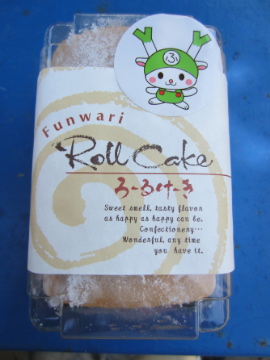 ふ
Funwari
Roll Cake
ろーるけーき
Sweet smell, tasty flavor
as happy as happy can be.
Confectionery...
Wonderful, any time
you have it.